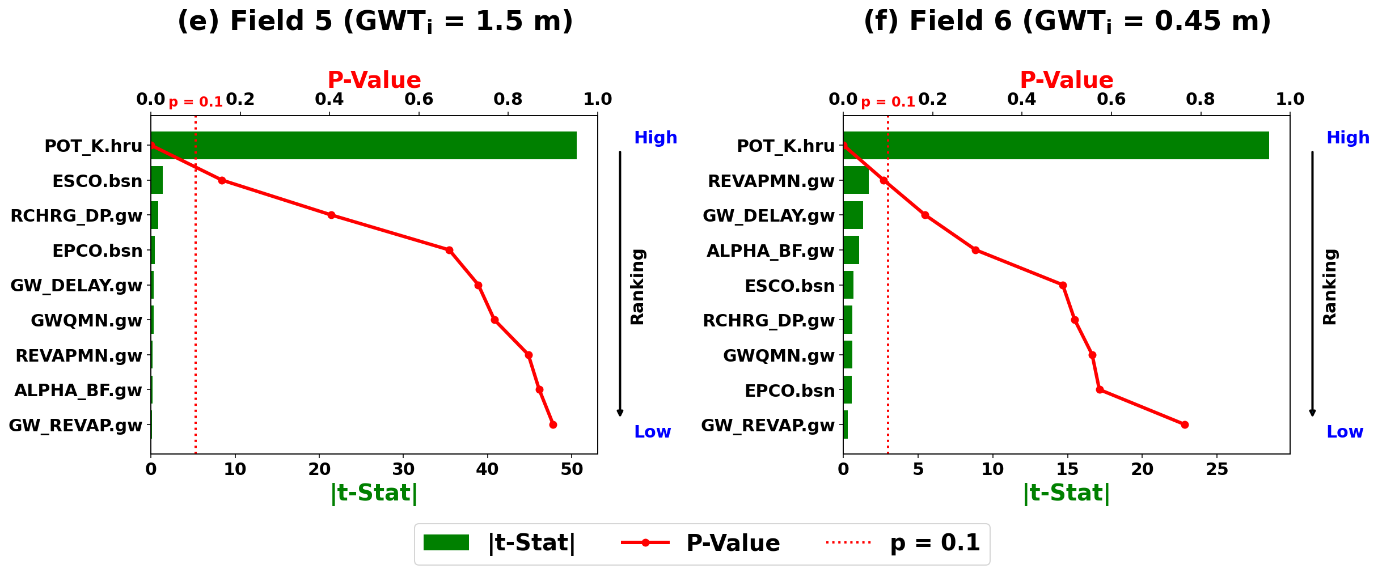 (e) Field 5 (GWTi = 1.5 m)
P-Value
0.0 p = 0.1 0.2 0.4 0.6 0.8 1.0
POT_K.hru
ESCO.bsn
RCHRG_DP.gw
EPCO.bsn
GW_DELAY.gw
GWQMN.gw
REVAPMN.gw
ALPHA_BF.gw
GW_REVAP.gw
0 10 20 30 40 50
|t-Stat|
High
Ranking
Low
(f) Field 6 (GWTi = 0.45 m)
P-Value
0.0 p = 0.1 0.2 0.4 0.6 0.8 1.0
POT_K.hru
REVAPMN.gw
GW_DELAY.gw
ALPHA_BF.gw
ESCO.bsn
RCHRG_DP.gw
GWQMN.gw
EPCO.bsn
GW_REVAP.gw
0 5 10 15 20 25
|t-Stat|
High
Ranking
Low
|t-Stat| P-Value p = 0.1